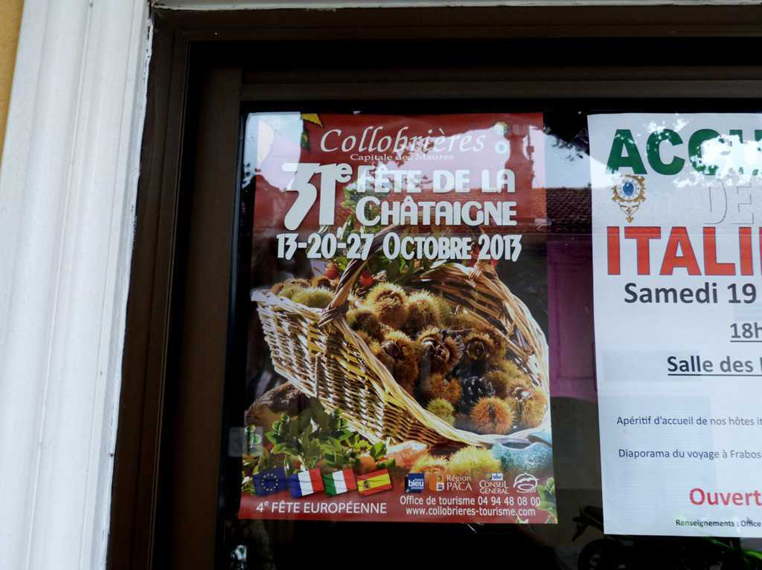 Collobrières
Capitale des Maures
31e FÊTE DE LA
CHÂTAIGNE
13-20-27 OCTOBRE 2013
bleu
Région
PACA
CONSEIL
GÉNÉRAL
4e FÊTE EUROPÉENNE
Office de tourisme 04 94 48 08 00
www.collobrieres-tourisme.com
ACCU
DE
ITALI
Samedi 19
18h
Salle des
Apéritif d'accueil de nos hôtes it
Diaporama du voyage à Frabos
Ouvert
Renseignements : Office